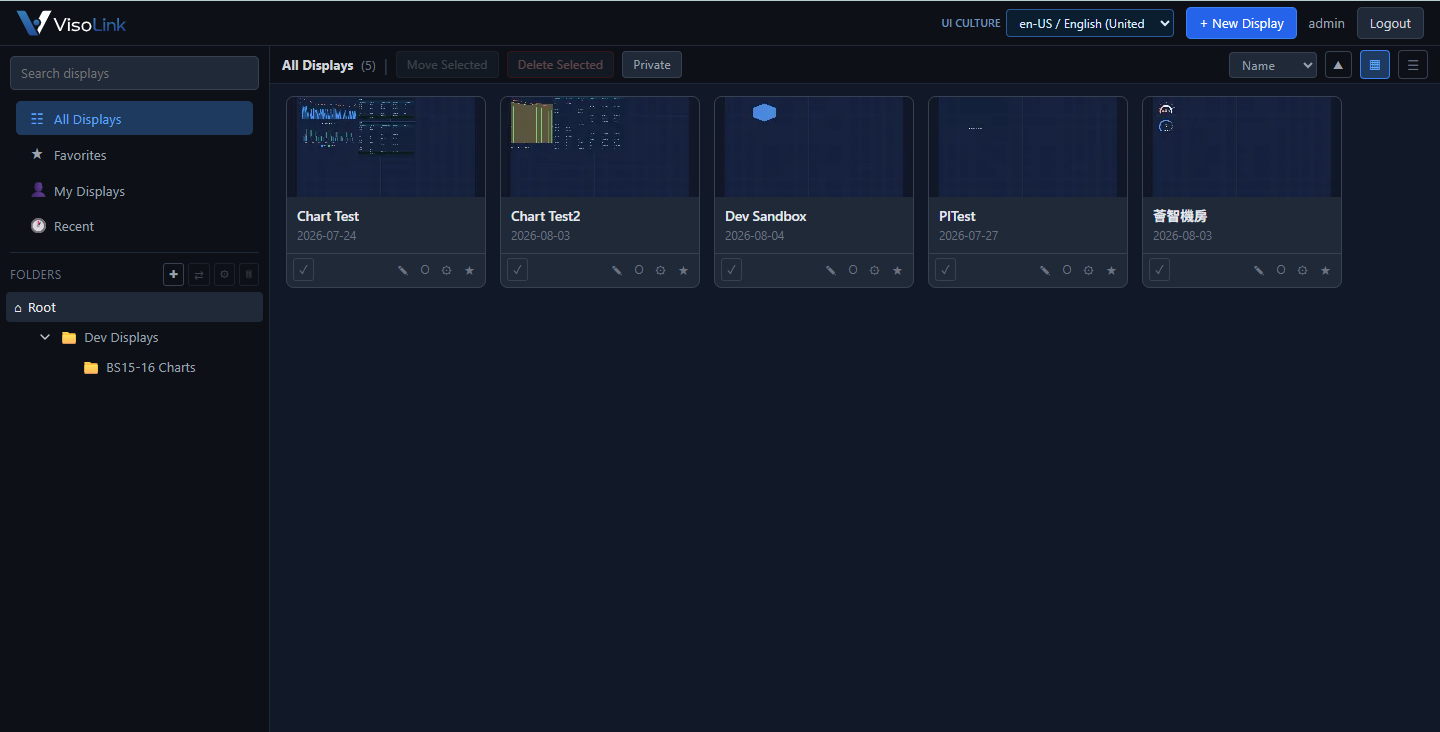 VisoLink
UI CULTURE
en-US / English (United
+ New Display
admin
Logout
Search displays
All Displays
Favorites
My Displays
Recent
FOLDERS
Root
Dev Displays
BS15-16 Charts
All Displays (5)
Move Selected
Delete Selected
Private
Name
Chart Test
2026-07-24
Chart Test2
2026-08-03
Dev Sandbox
2026-08-04
PITest
2026-07-27
薈智機房
2026-08-03